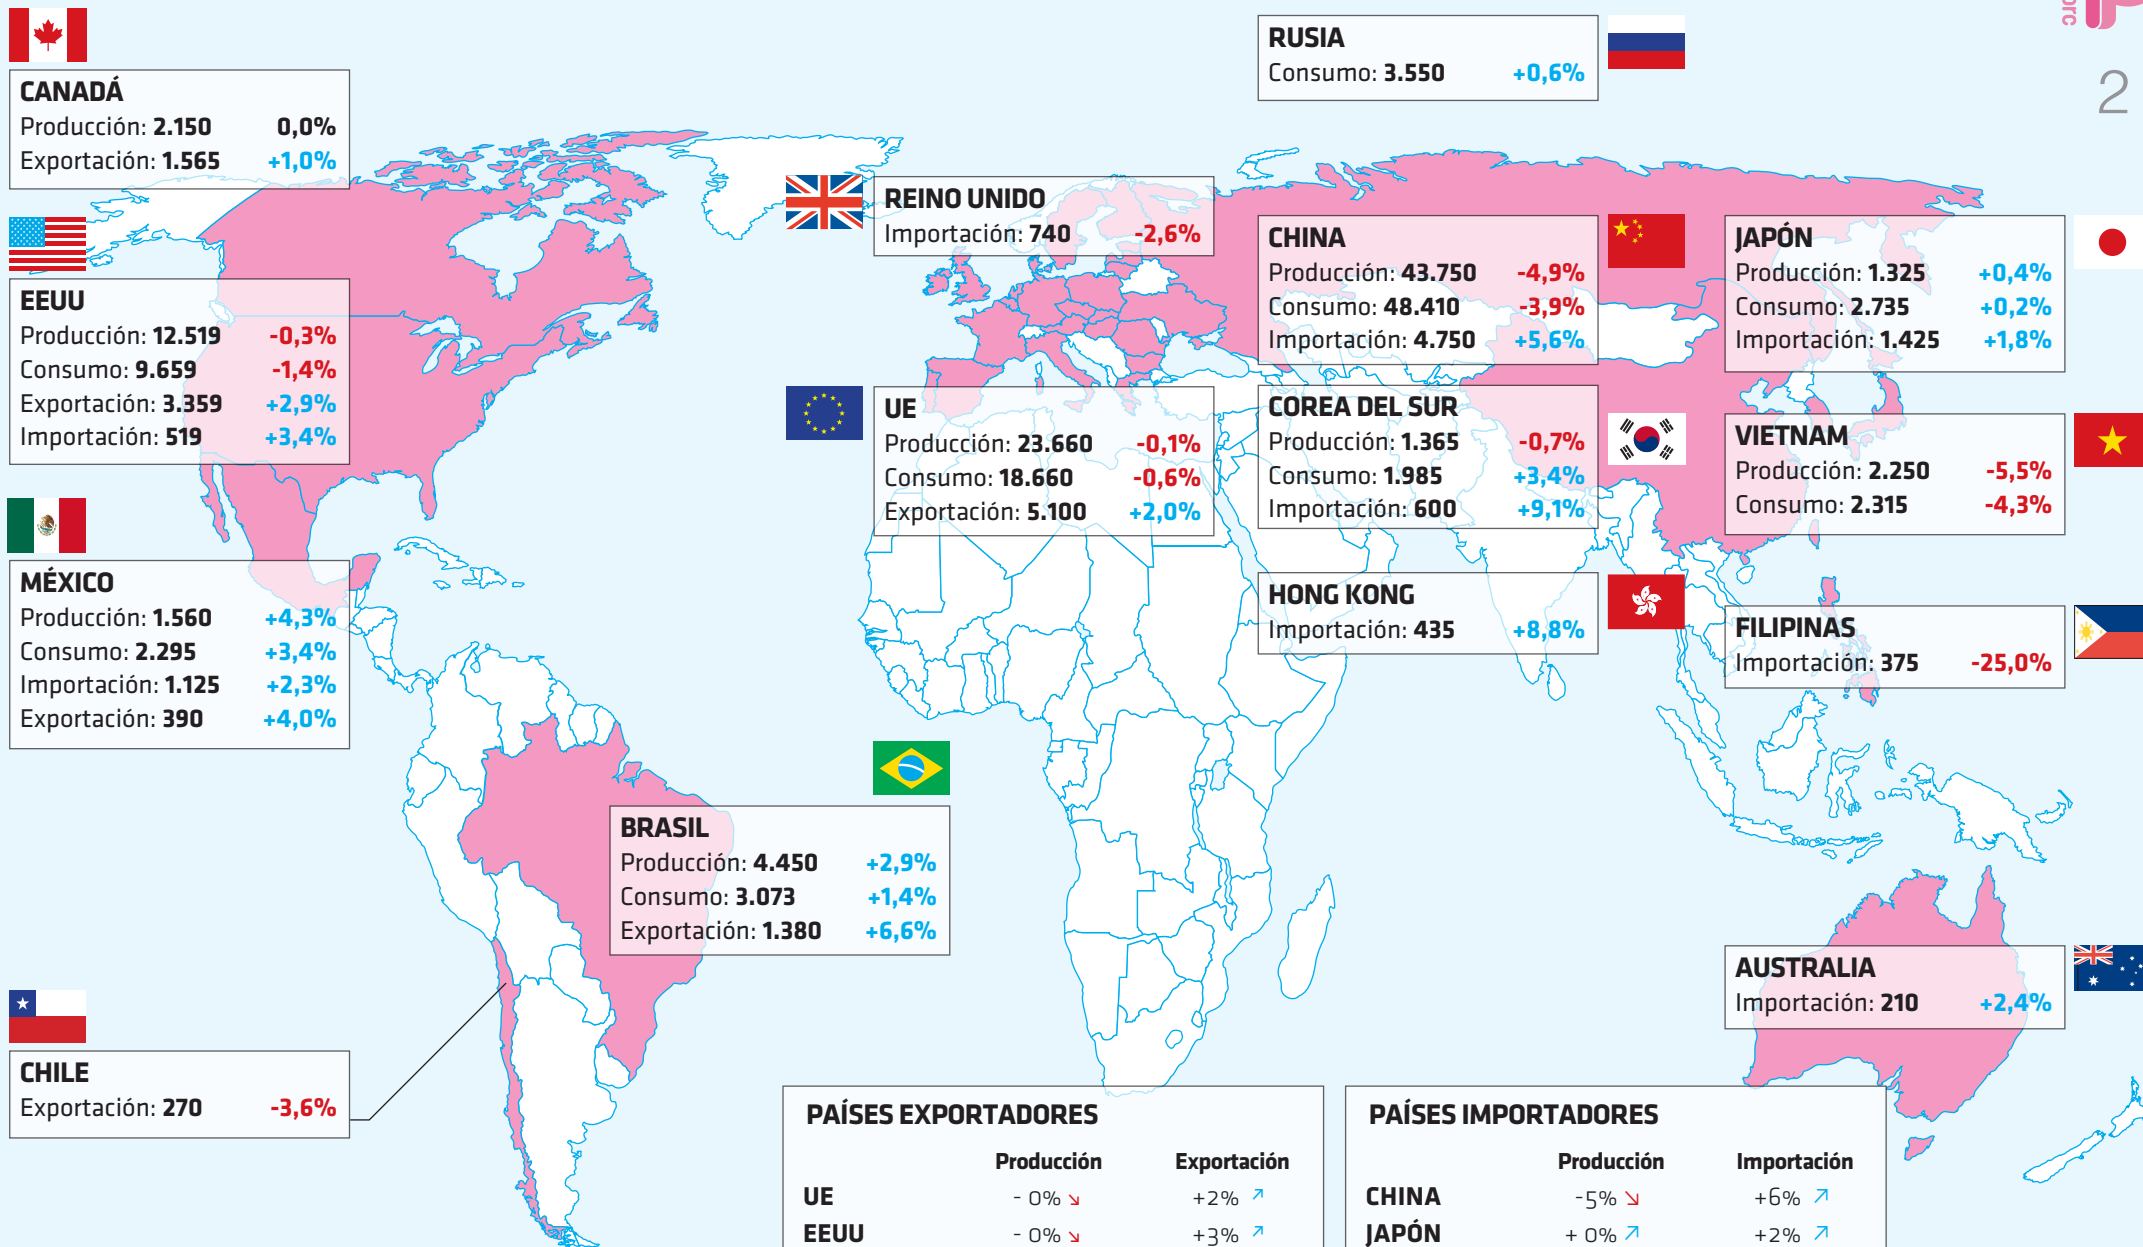 CANADÁ
Producción: 2.150 0,0%
Exportación: 1.565 +1,0%
EEUU
Producción: 12.519 -0,3%
Consumo: 9.659 -1,4%
Exportación: 3.359 +2,9%
Importación: 519 +3,4%
MÉXICO
Producción: 1.560 +4,3%
Consumo: 2.295 +3,4%
Importación: 1.125 +2,3%
Exportación: 390 +4,0%
CHILE
Exportación: 270 -3,6%
BRASIL
Producción: 4.450 +2,9%
Consumo: 3.073 +1,4%
Exportación: 1.380 +6,6%
REINO UNIDO
Importación: 740 -2,6%
UE
Producción: 23.660 -0,1%
Consumo: 18.660 -0,6%
Exportación: 5.100 +2,0%
RUSIA
Consumo: 3.550 +0,6%
CHINA
Producción: 43.750 -4,9%
Consumo: 48.410 -3,9%
Importación: 4.750 +5,6%
COREA DEL SUR
Producción: 1.365 -0,7%
Consumo: 1.985 +3,4%
Importación: 600 +9,1%
HONG KONG
Importación: 435 +8,8%
JAPÓN
Producción: 1.325 +0,4%
Consumo: 2.735 +0,2%
Importación: 1.425 +1,8%
VIETNAM
Producción: 2.250 -5,5%
Consumo: 2.315 -4,3%
FILIPINAS
Importación: 375 -25,0%
AUSTRALIA
Importación: 210 +2,4%
2
PAÍSES EXPORTADORES
Producción Exportación
UE - 0% ↘ +2% ↗
EEUU - 0% ↘ +3% ↗
PAÍSES IMPORTADORES
Producción Importación
CHINA -5% ↘ +6% ↗
JAPÓN + 0% ↗ +2% ↗